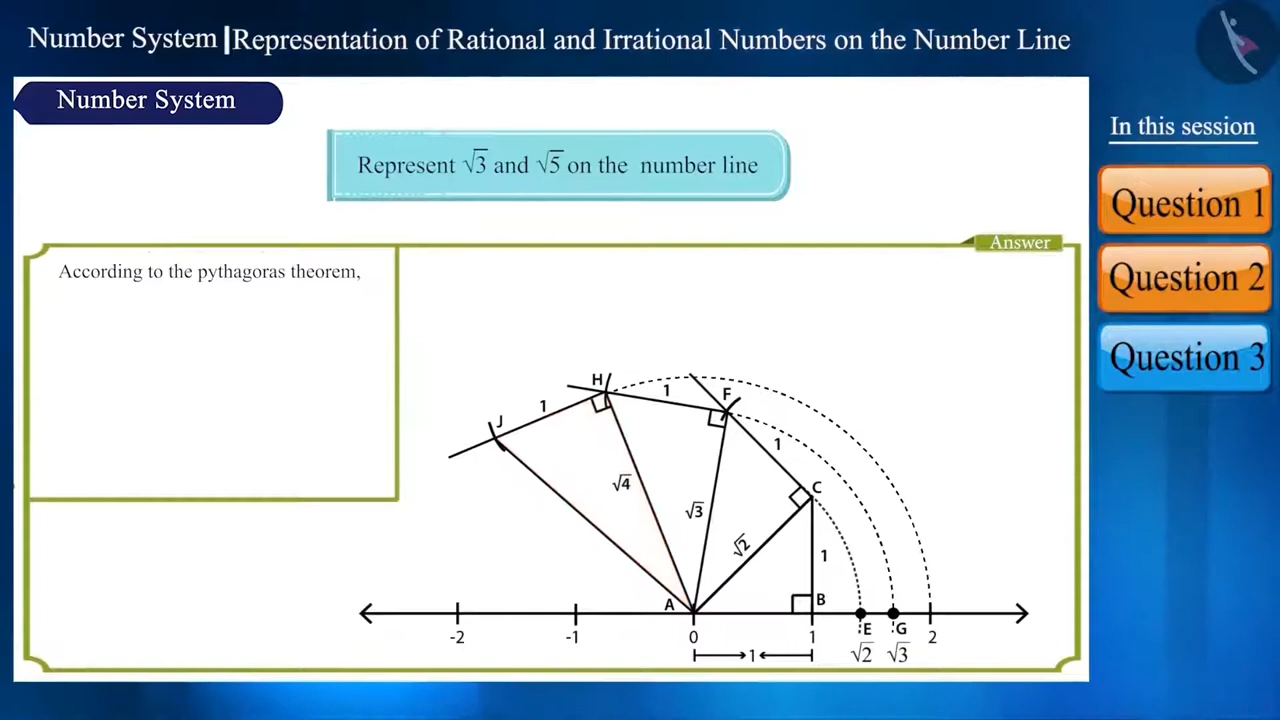 Number System | Representation of Rational and Irrational Numbers on the Number Line
Number System
Represent √3 and √5 on the number line
In this session
Question 1
Question 2
Question 3
Answer
According to the pythagoras theorem,
H
1
F
J
1
1
√4
C
√3
√2
1
A
B
E
G
-2
-1
0
1
2
1
√2
√3